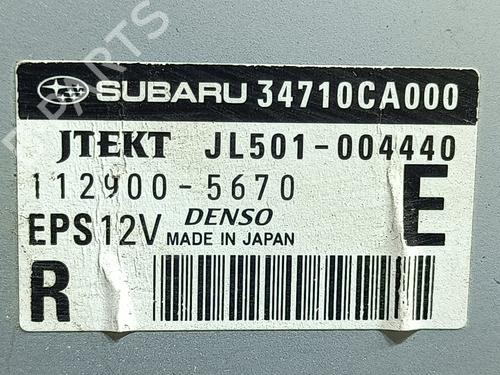 SUBARU 34710CA000
JTEKT JL501-004440
112900-5670
EPS12V DENSO MADE IN JAPAN
E
R